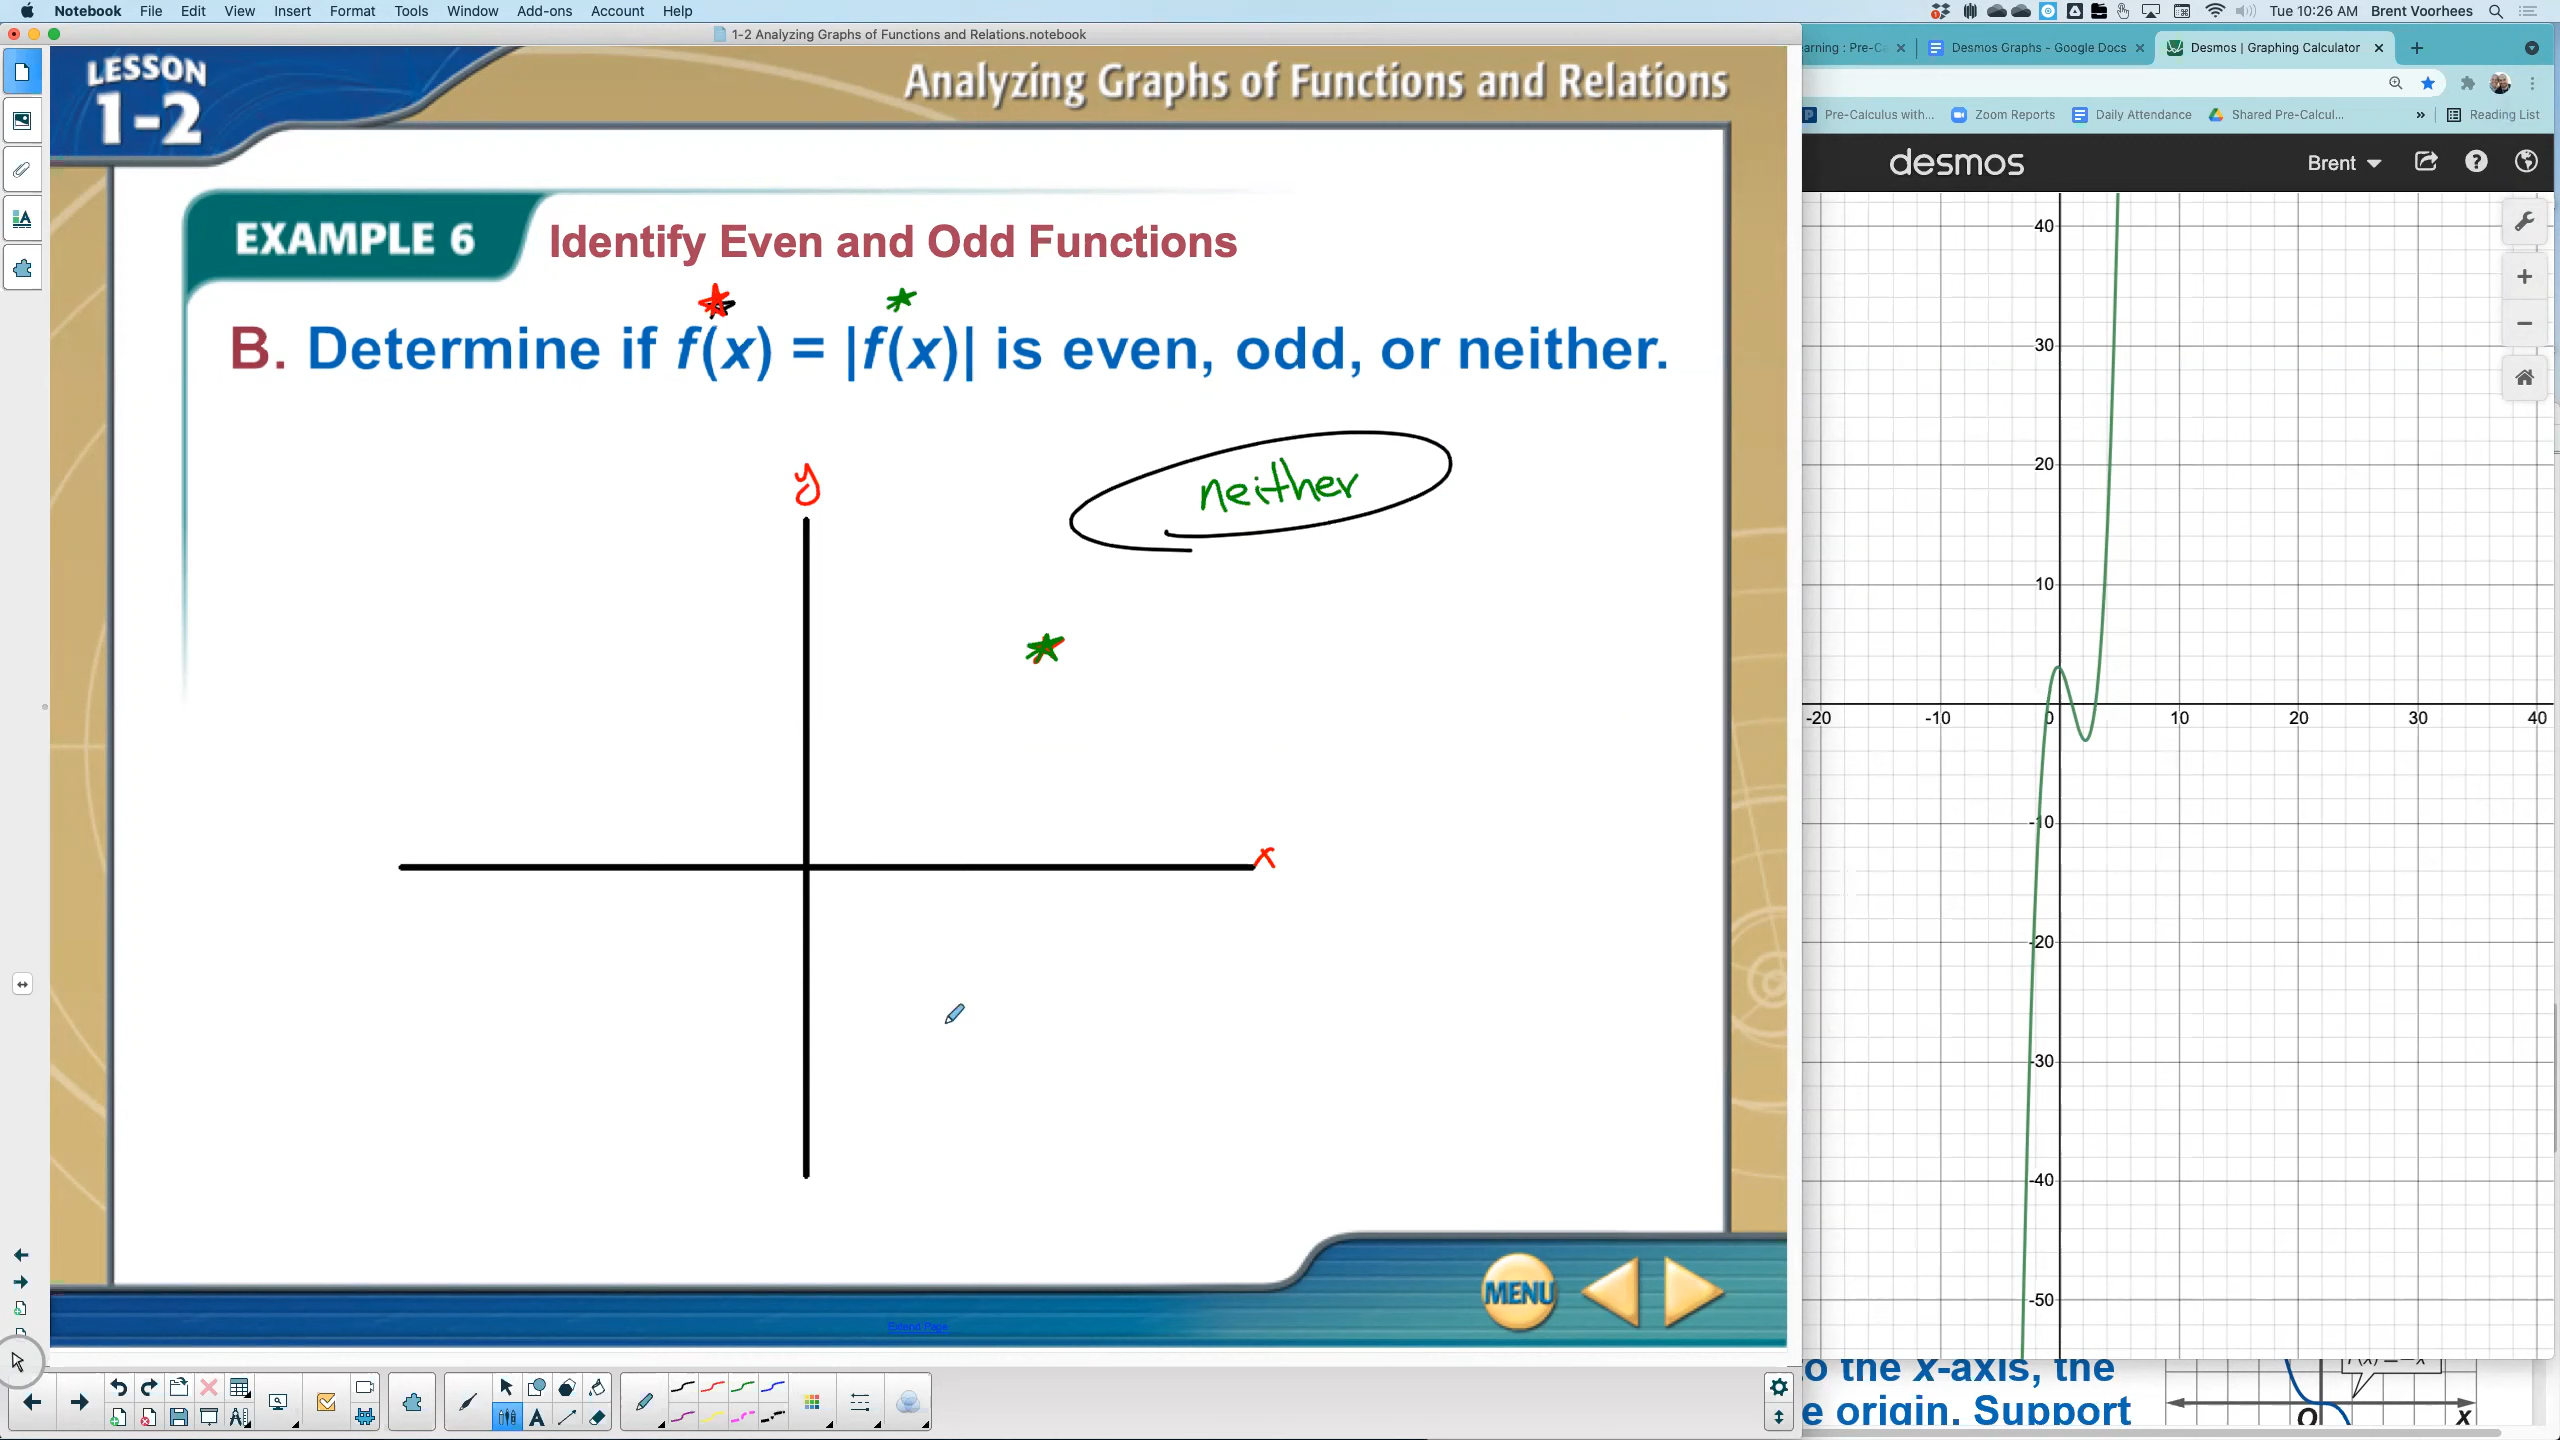 Notebook File Edit View Insert Format Tools Window Add-ons Account Help
Tue 10:26 AM Brent Voorhees
1-2 Analyzing Graphs of Functions and Relations.notebook
LESSON
1-2
Analyzing Graphs of Functions and Relations
EXAMPLE 6
Identify Even and Odd Functions
B. Determine if f(x) = |f(x)| is even, odd, or neither.
neither
y
x
MENU
Extend Page
earning : Pre-C
Desmos Graphs - Google Docs
Desmos | Graphing Calculator
Pre-Calculus with...
Zoom Reports
Daily Attendance
Shared Pre-Calcul...
Reading List
desmos
Brent
40
30
20
10
-20 -10 0 10 20 30 40
-10
-20
-30
-40
-50
o the x-axis, the
e origin. Support
O x